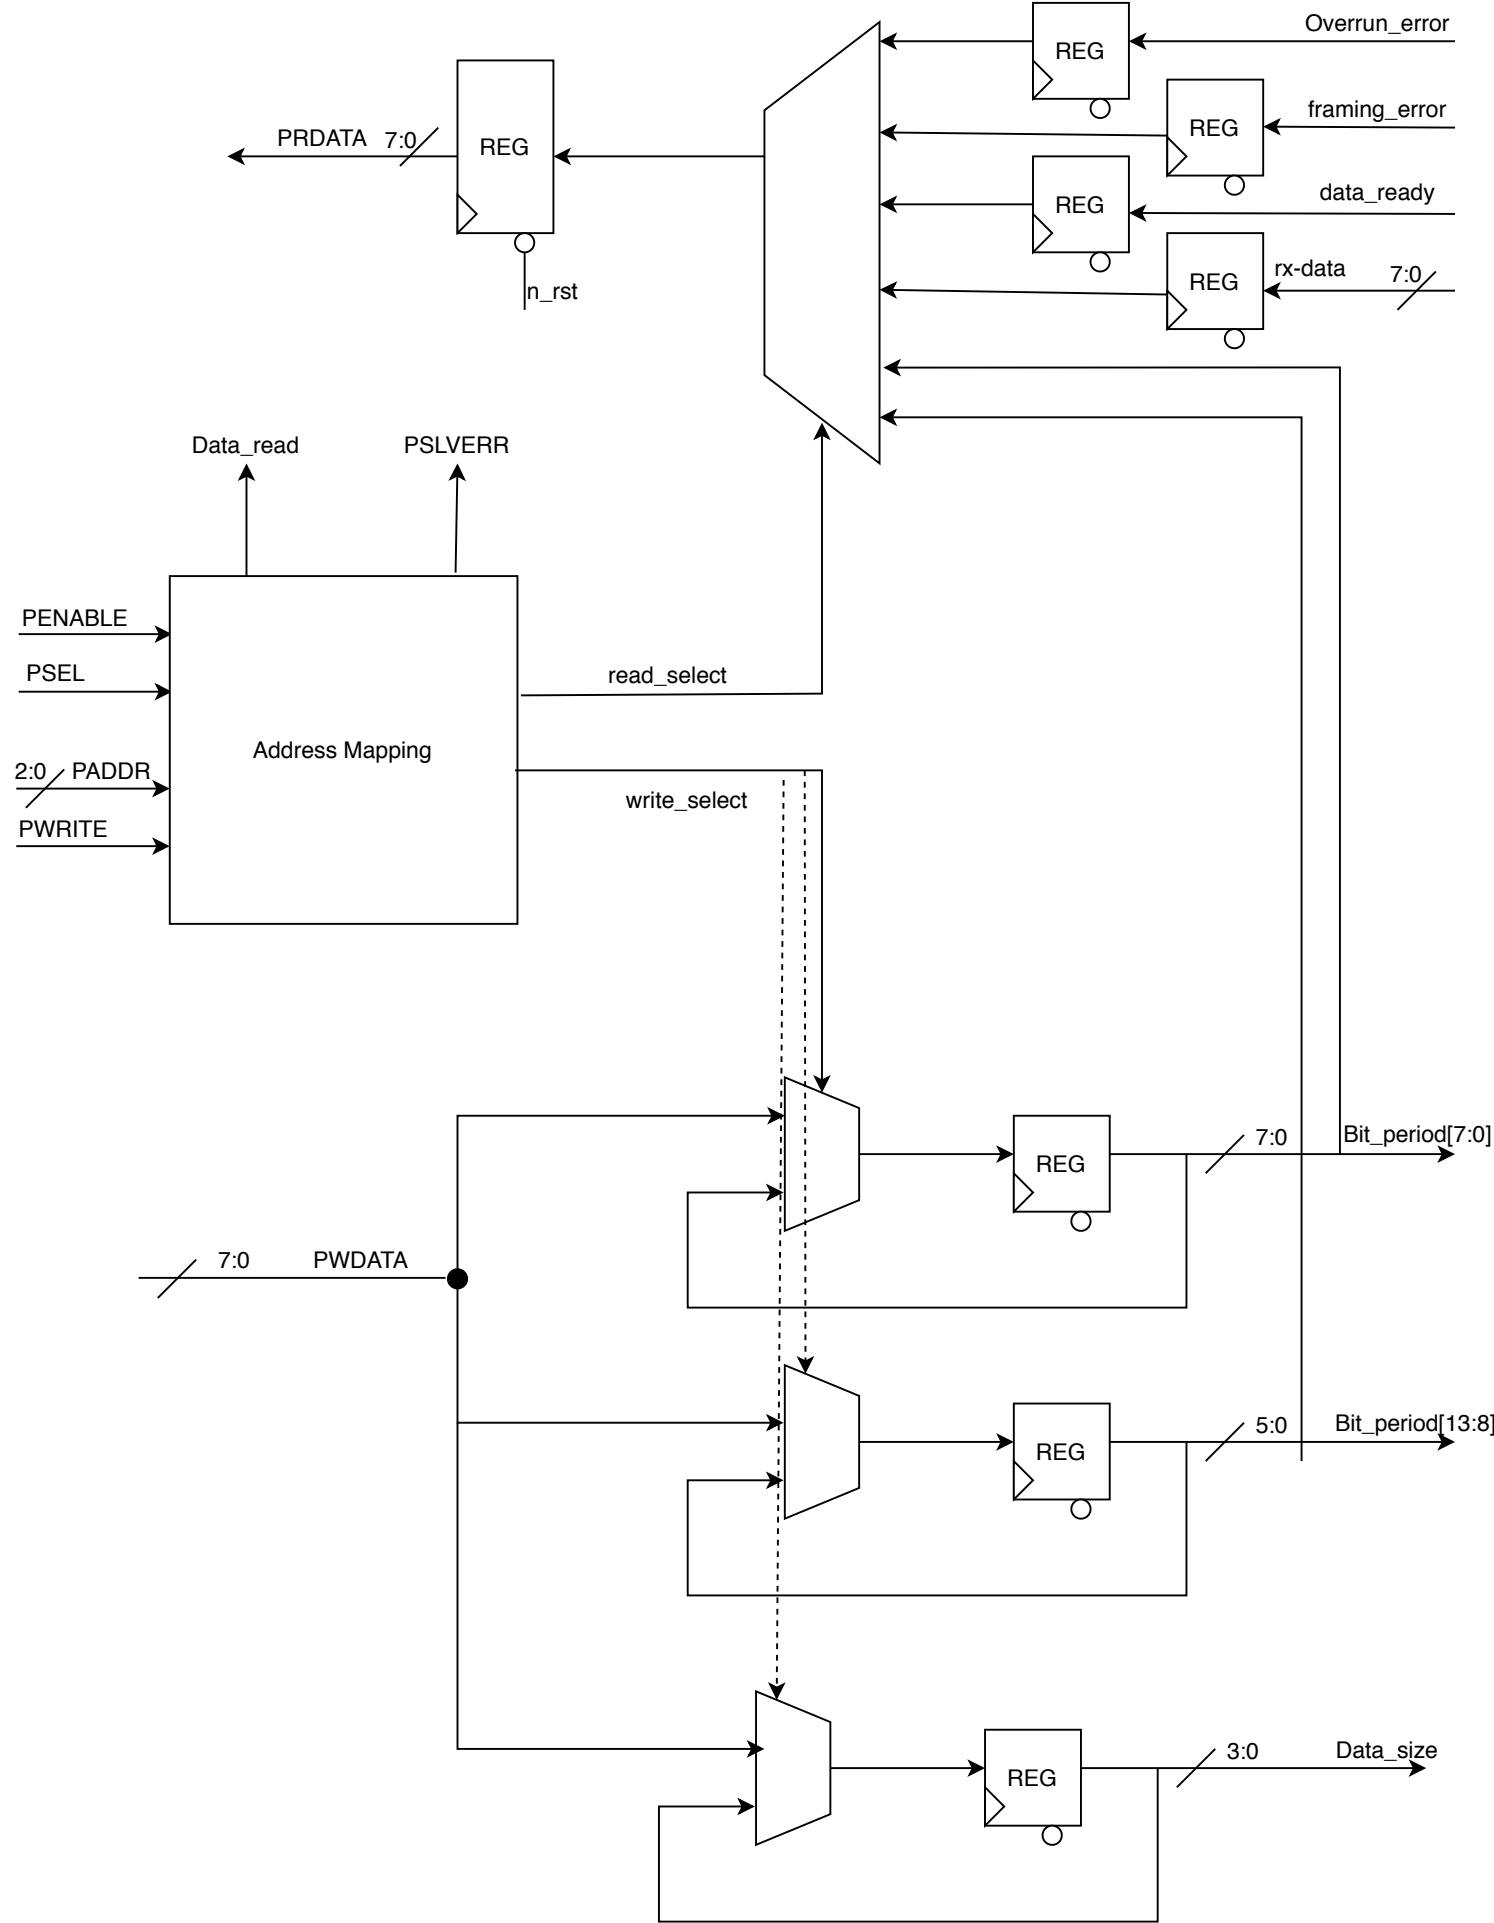 Overrun_error
REG
framing_error
REG
PRDATA 7:0
REG
data_ready
REG
rx-data 7:0
REG
n_rst
Data_read
PSLVERR
PENABLE
PSEL
read_select
Address Mapping
2:0 PADDR
write_select
PWRITE
7:0
Bit_period[7:0]
REG
7:0 PWDATA
5:0
Bit_period[13:8]
REG
3:0
Data_size
REG